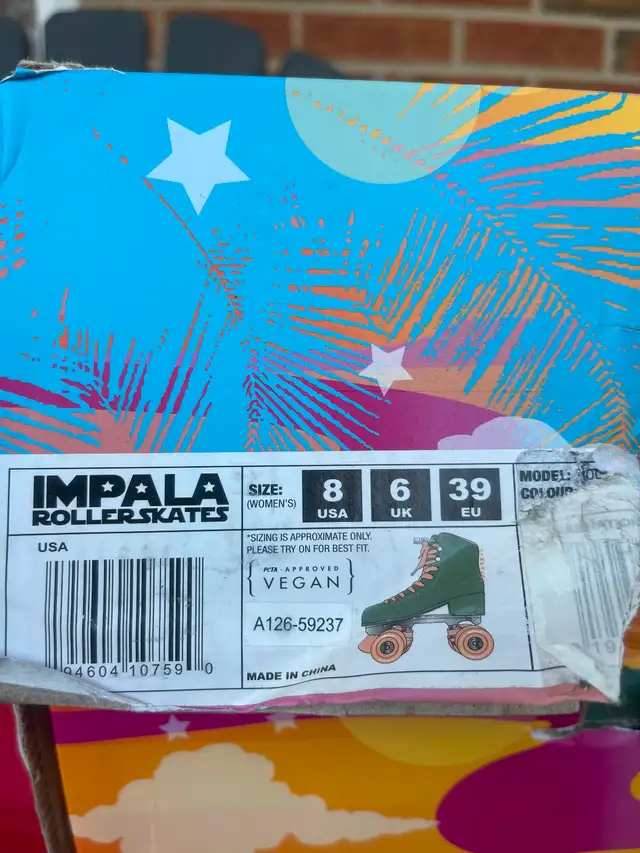 IMPALA
ROLLERSKATES
USA
94604 10759 0
SIZE:
(WOMEN'S)
8
USA
6
UK
39
EU
*SIZING IS APPROXIMATE ONLY.
PLEASE TRY ON FOR BEST FIT.
PETA - APPROVED
VEGAN
A126-59237
MADE IN CHINA
MODEL:
COLOUR: